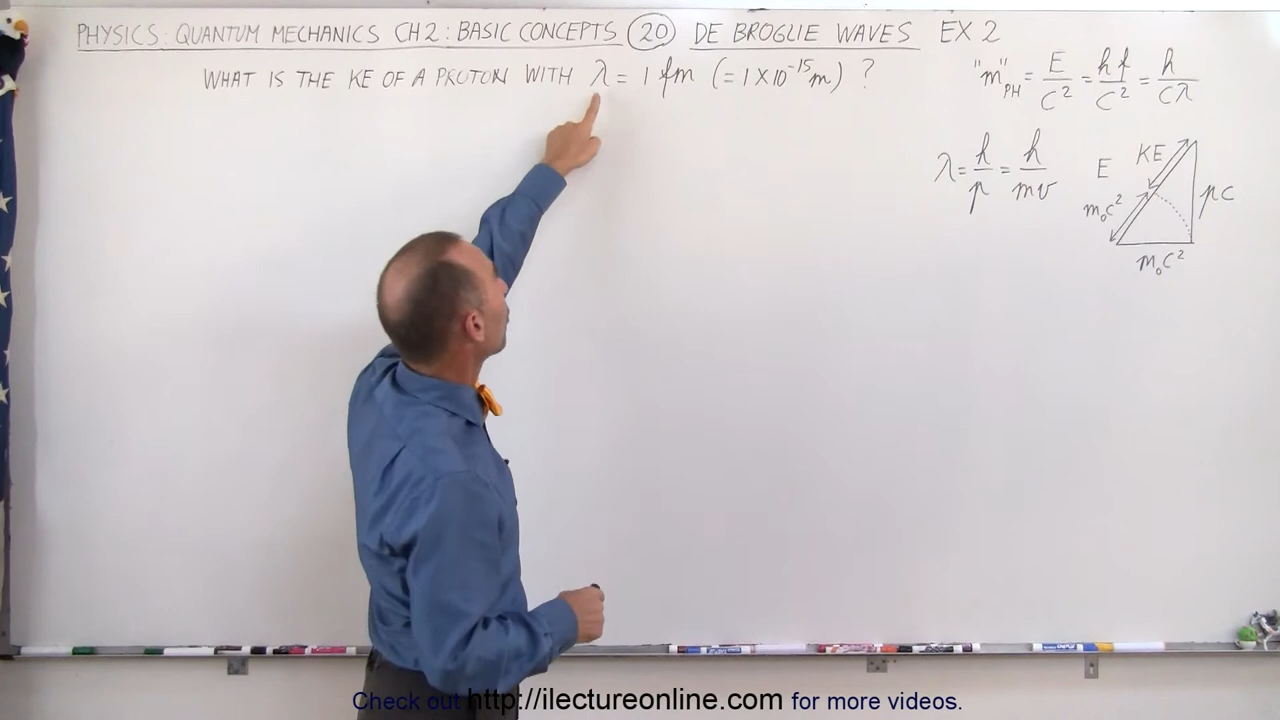 PHYSICS: QUANTUM MECHANICS CH 2: BASIC CONCEPTS 20 DE BROGLIE WAVES EX 2
WHAT IS THE KE OF A PROTON WITH λ = 1 fm (= 1 X 10⁻¹⁵ m) ?
"m"PH = E/C² = hf/C² = h/Cλ
λ = h/p = h/mv
E
KE
m₀C²
pC
m₀C²
Check out http://ilectureonline.com for more videos.